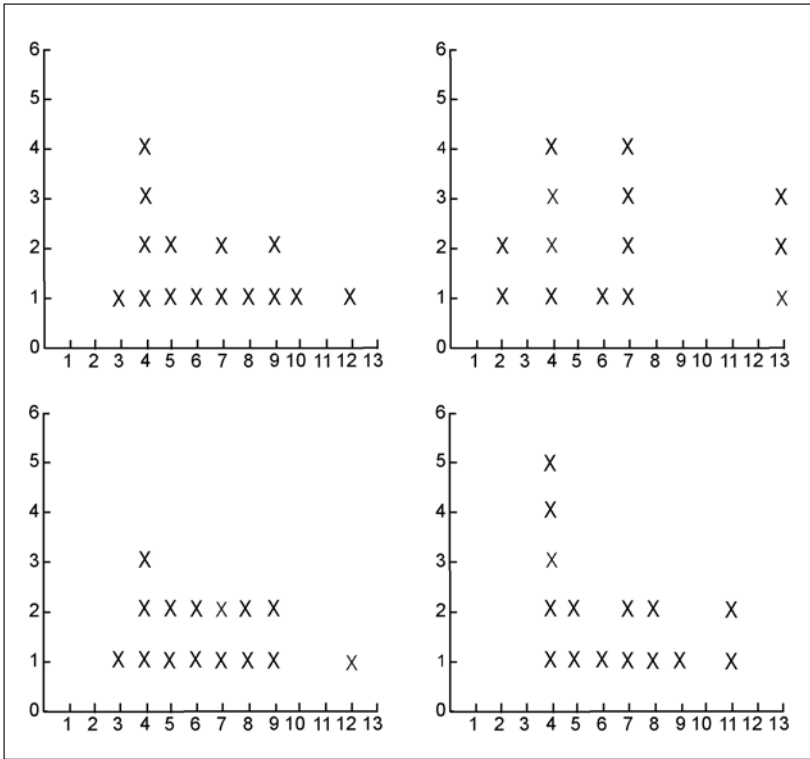 6 6
5 5
4 X 4 X X
3 X 3 X X X
2 X X X X 2 X X X X
1 X X X X X X X X X 1 X X X X X
0 0
1 2 3 4 5 6 7 8 9 10 11 12 13 1 2 3 4 5 6 7 8 9 10 11 12 13
6 6
5 5 X
4 4 X
3 X 3 X
2 X X X X X X 2 X X X X X
1 X X X X X X X X 1 X X X X X X X
0 0
1 2 3 4 5 6 7 8 9 10 11 12 13 1 2 3 4 5 6 7 8 9 10 11 12 13